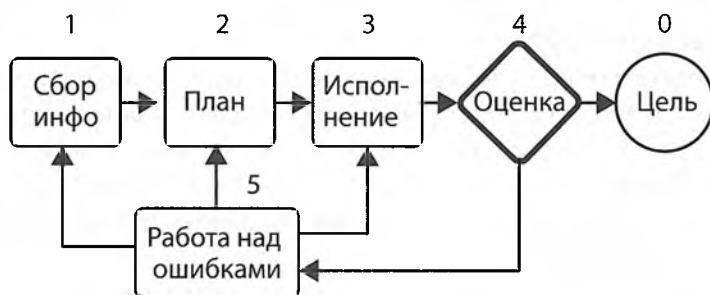 1 2 3 4 0
Сбор
инфо
План
Испол-
нение
Оценка
Цель
5
Работа над
ошибками